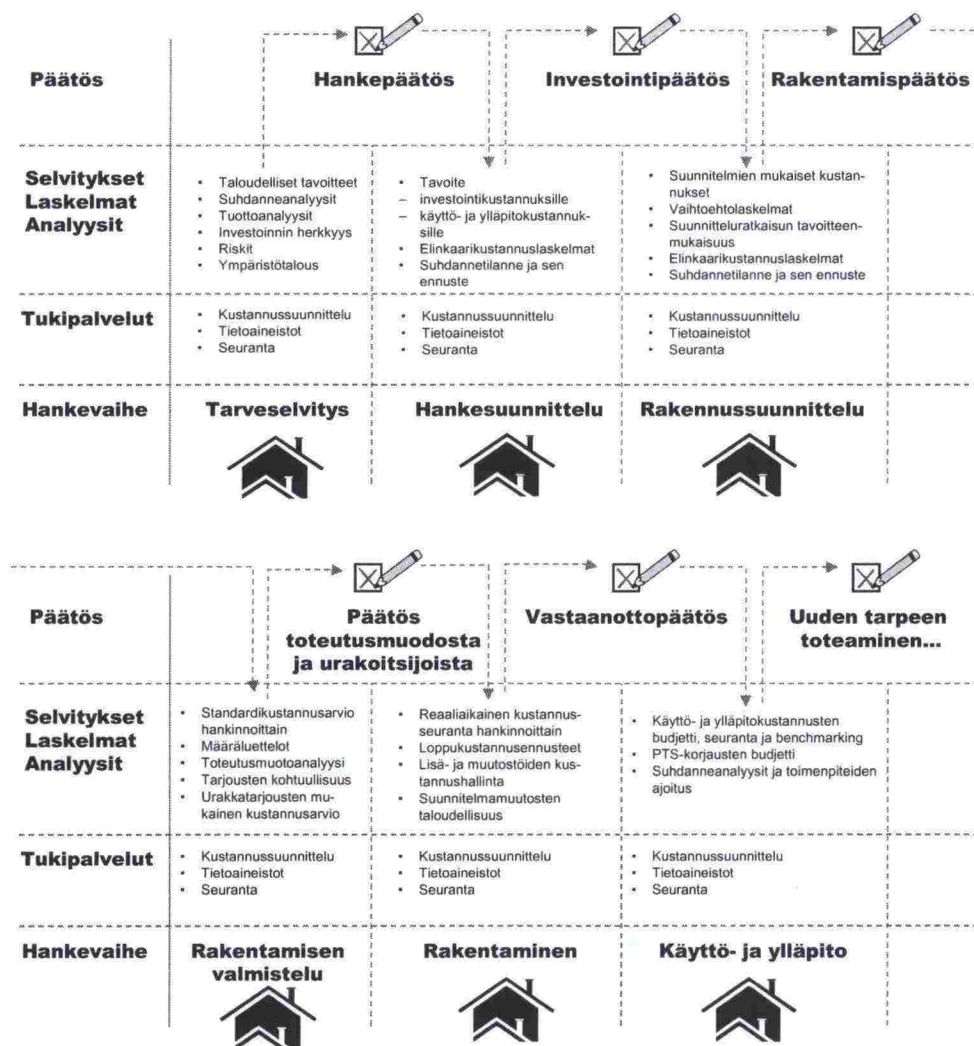 Päätös
Hankepäätös
Investointipäätös
Rakentamispäätös
Selvitykset
Laskelmat
Analyysit
• Taloudelliset tavoitteet
• Suhdanneanalyysit
• Tuottoanalyysit
• Investoinnin herkkyys
• Riskit
• Ympäristötalous
• Tavoite
– investointikustannuksille
– käyttö- ja ylläpitokustannuk-
sille
• Elinkaarikustannuslaskelmat
• Suhdannetilanne ja sen
ennuste
• Suunnitelmien mukaiset kustan-
nukset
• Vaihtoehtolaskelmat
• Suunnitteluratkaisun tavoitteen-
mukaisuus
• Elinkaarikustannuslaskelmat
• Suhdannetilanne ja sen ennuste
Tukipalvelut
• Kustannussuunnittelu
• Tietoaineistot
• Seuranta
• Kustannussuunnittelu
• Tietoaineistot
• Seuranta
• Kustannussuunnittelu
• Tietoaineistot
• Seuranta
Hankevaihe
Tarveselvitys
Hankesuunnittelu
Rakennussuunnittelu
Päätös
Päätös
toteutusmuodosta
ja urakoitsijoista
Vastaanottopäätös
Uuden tarpeen
toteaminen...
Selvitykset
Laskelmat
Analyysit
• Standardikustannusarvio
hankinnoittain
• Määräluettelot
• Toteutusmuotoanalyysi
• Tarjousten kohtuullisuus
• Urakkatarjousten mu-
kainen kustannusarvio
• Reaaliaikainen kustannus-
seuranta hankinnoittain
• Loppukustannusennusteet
• Lisä- ja muutostöiden kus-
tannushallinta
• Suunnitelmamuutosten
taloudellisuus
• Käyttö- ja ylläpitokustannusten
budjetti, seuranta ja benchmarking
• PTS-korjausten budjetti
• Suhdanneanalyysit ja toimenpiteiden
ajoitus
Tukipalvelut
• Kustannussuunnittelu
• Tietoaineistot
• Seuranta
• Kustannussuunnittelu
• Tietoaineistot
• Seuranta
• Kustannussuunnittelu
• Tietoaineistot
• Seuranta
Hankevaihe
Rakentamisen
valmistelu
Rakentaminen
Käyttö- ja ylläpito